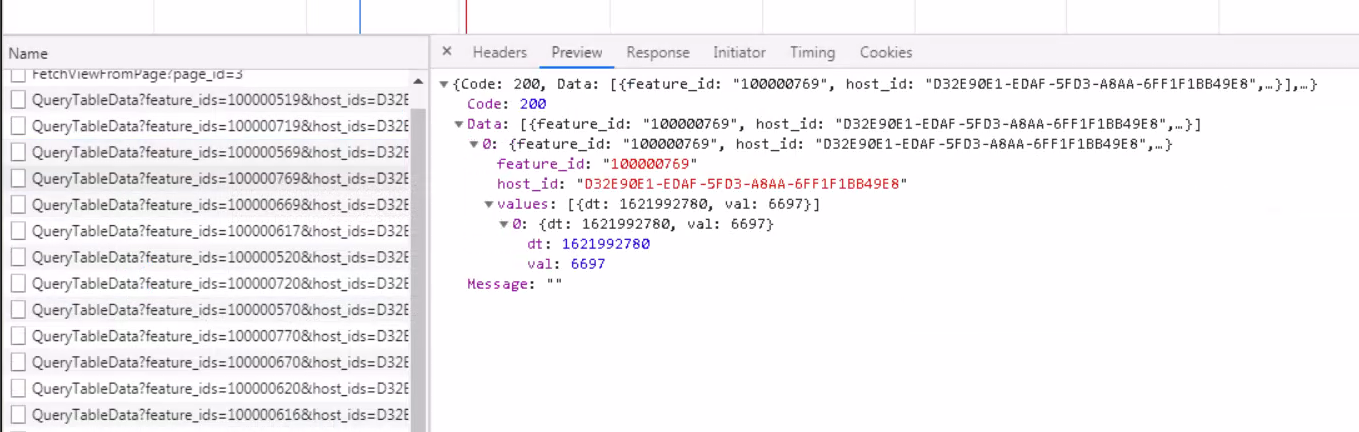 Name
FetchViewFromPage?page_id=3
QueryTableData?feature_ids=100000519&host_ids=D32E
QueryTableData?feature_ids=100000719&host_ids=D32E
QueryTableData?feature_ids=100000569&host_ids=D32E
QueryTableData?feature_ids=100000769&host_ids=D32E
QueryTableData?feature_ids=100000669&host_ids=D32E
QueryTableData?feature_ids=100000617&host_ids=D32E
QueryTableData?feature_ids=100000520&host_ids=D32E
QueryTableData?feature_ids=100000720&host_ids=D32E
QueryTableData?feature_ids=100000570&host_ids=D32E
QueryTableData?feature_ids=100000770&host_ids=D32E
QueryTableData?feature_ids=100000670&host_ids=D32E
QueryTableData?feature_ids=100000620&host_ids=D32E
QueryTableData?feature_ids=100000616&host_ids=D32E
× Headers Preview Response Initiator Timing Cookies
▼{Code: 200, Data: [{feature_id: "100000769", host_id: "D32E90E1-EDAF-5FD3-A8AA-6FF1F1BB49E8",…}],…}
Code: 200
▼Data: [{feature_id: "100000769", host_id: "D32E90E1-EDAF-5FD3-A8AA-6FF1F1BB49E8",…}]
▼0: {feature_id: "100000769", host_id: "D32E90E1-EDAF-5FD3-A8AA-6FF1F1BB49E8",…}
feature_id: "100000769"
host_id: "D32E90E1-EDAF-5FD3-A8AA-6FF1F1BB49E8"
▼values: [{dt: 1621992780, val: 6697}]
▼0: {dt: 1621992780, val: 6697}
dt: 1621992780
val: 6697
Message: ""